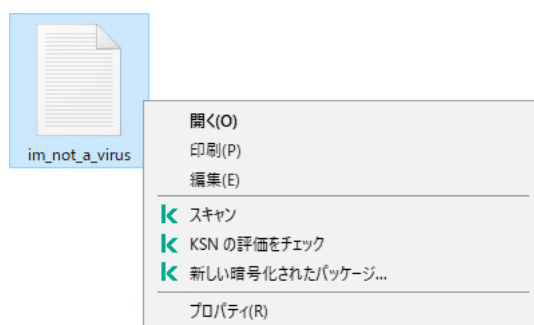 im_not_a_virus
開く(O)
印刷(P)
編集(E)
スキャン
KSN の評価をチェック
新しい暗号化されたパッケージ...
プロパティ(R)